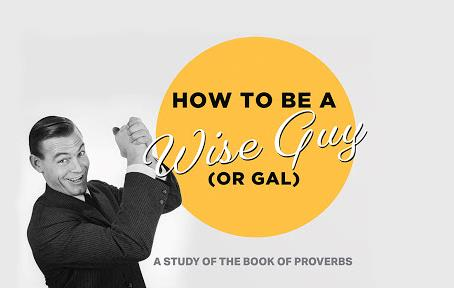 HOW TO BE A
Wise Guy
(OR GAL)
A STUDY OF THE BOOK OF PROVERBS